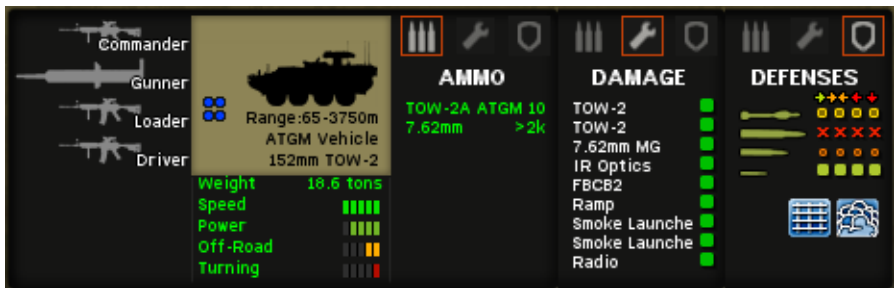 Commander
Gunner
Loader
Driver
Range:65-3750m
ATGM Vehicle
152mm TOW-2
Weight 18.6 tons
Speed
Power
Off-Road
Turning
AMMO
TOW-2A ATGM 10
7.62mm >2k
DAMAGE
TOW-2
TOW-2
7.62mm MG
IR Optics
FBCB2
Ramp
Smoke Launche
Smoke Launche
Radio
DEFENSES